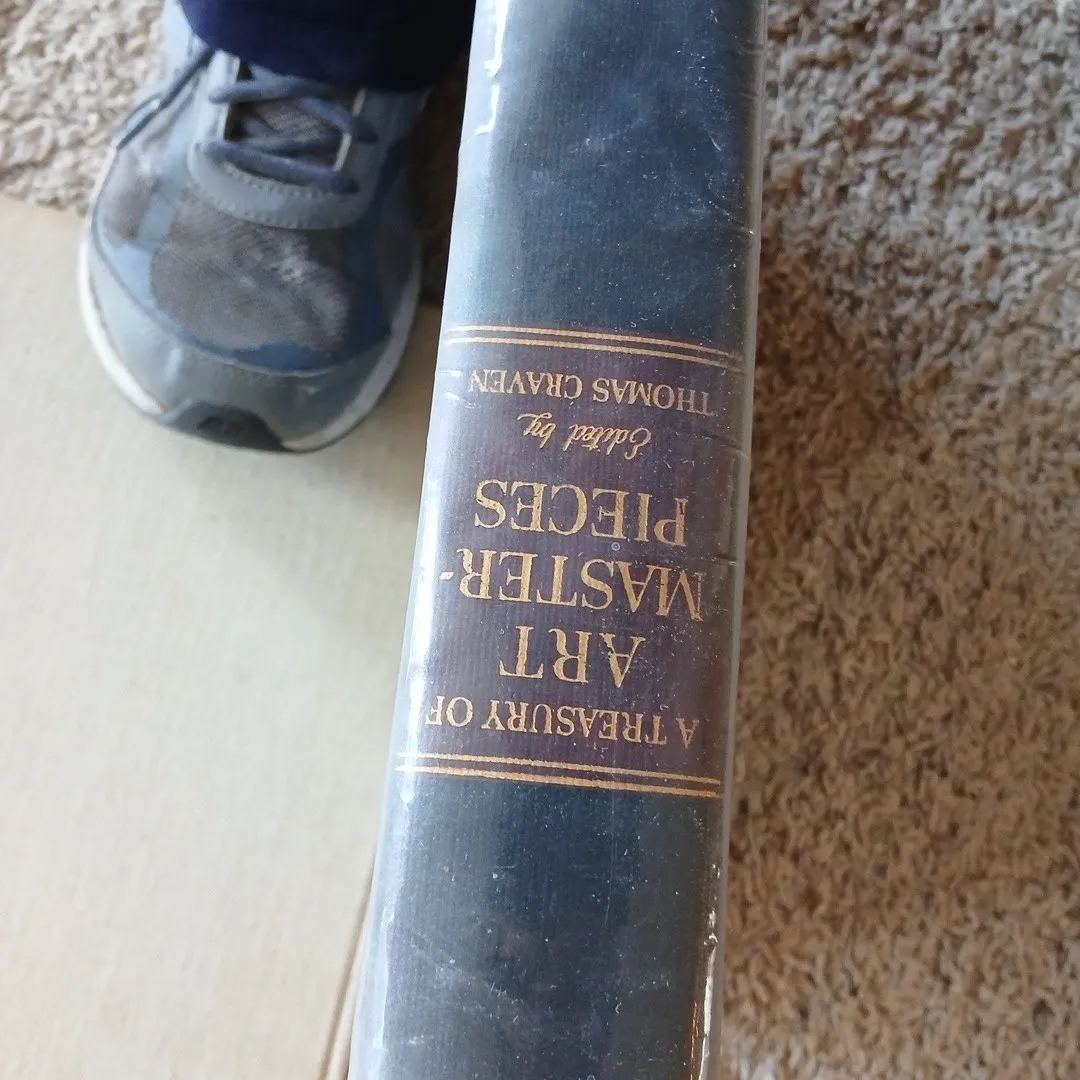 A TREASURY OF
ART
MASTER-
PIECES
Edited by
THOMAS CRAVEN